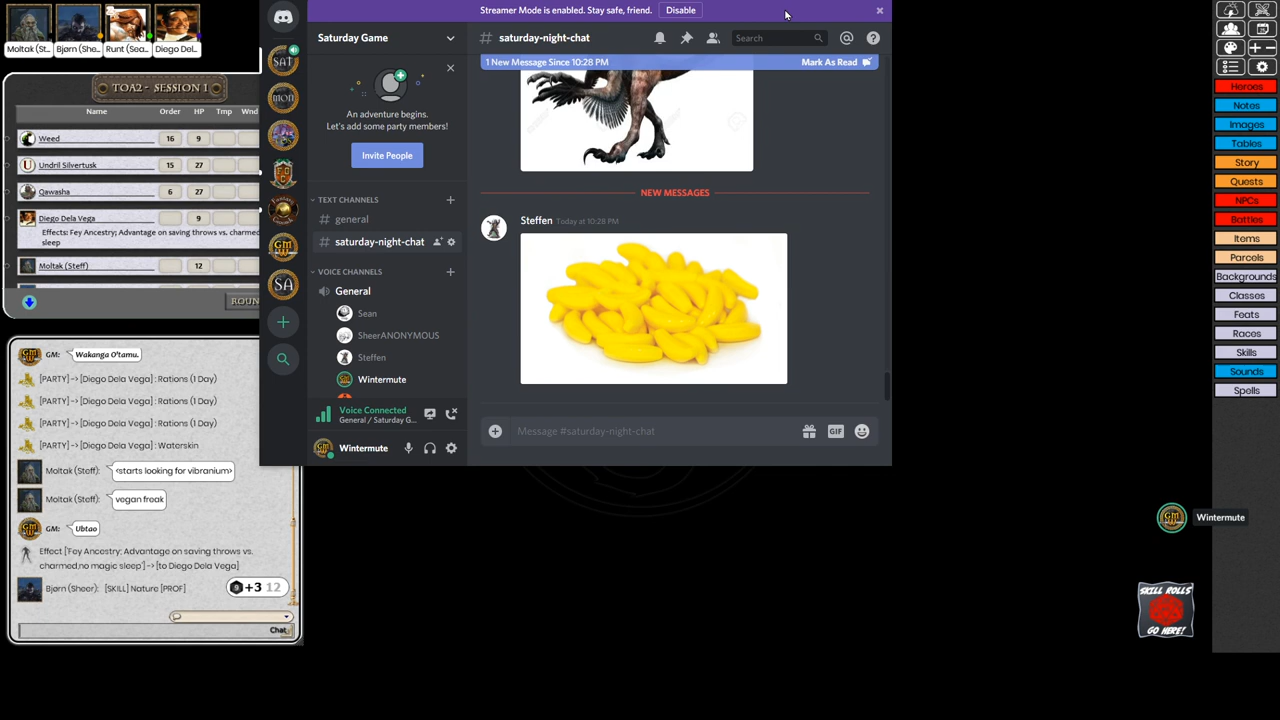 Moltak (St...
Bjørn (She...
Runt (Sea...
Diego Del...
TOA2 - SESSION 1
Name Order HP Tmp Wnd
Weed 16 9
Undril Silvertusk 15 27
Qawasha 6 27
Diego Dela Vega 9
Effects: Fey Ancestry; Advantage on saving throws vs. charmed,no magic
sleep
Moltak (Steff) 12
ROUN
GM: Wakanga O'tamu.
[PARTY] -> [Diego Dela Vega] : Rations (1 Day)
[PARTY] -> [Diego Dela Vega] : Rations (1 Day)
[PARTY] -> [Diego Dela Vega] : Rations (1 Day)
[PARTY] -> [Diego Dela Vega] : Waterskin
Moltak (Steff): <starts looking for vibranium>
Moltak (Steff): vegan freak
GM: Ubtao
Effect ['Fey Ancestry; Advantage on saving throws vs.
charmed,no magic sleep'] -> [to Diego Dela Vega]
Bjørn (Sheer): [SKILL] Nature [PROF] 9 +3 12
Chat
Streamer Mode is enabled. Stay safe, friend. Disable
SAT
MON
GMW
SA
Saturday Game
An adventure begins.
Let's add some party members!
Invite People
TEXT CHANNELS
# general
# saturday-night-chat
VOICE CHANNELS
General
Sean
SheerANONYMOUS
Steffen
Wintermute
Voice Connected
General / Saturday G...
Wintermute
# saturday-night-chat
Search
1 New Message Since 10:28 PM Mark As Read
NEW MESSAGES
Steffen Today at 10:28 PM
Message #saturday-night-chat
GIF
Wintermute
SKILL ROLLS
GO HERE!
Heroes
Notes
Images
Tables
Story
Quests
NPCs
Battles
Items
Parcels
Backgrounds
Classes
Feats
Races
Skills
Sounds
Spells